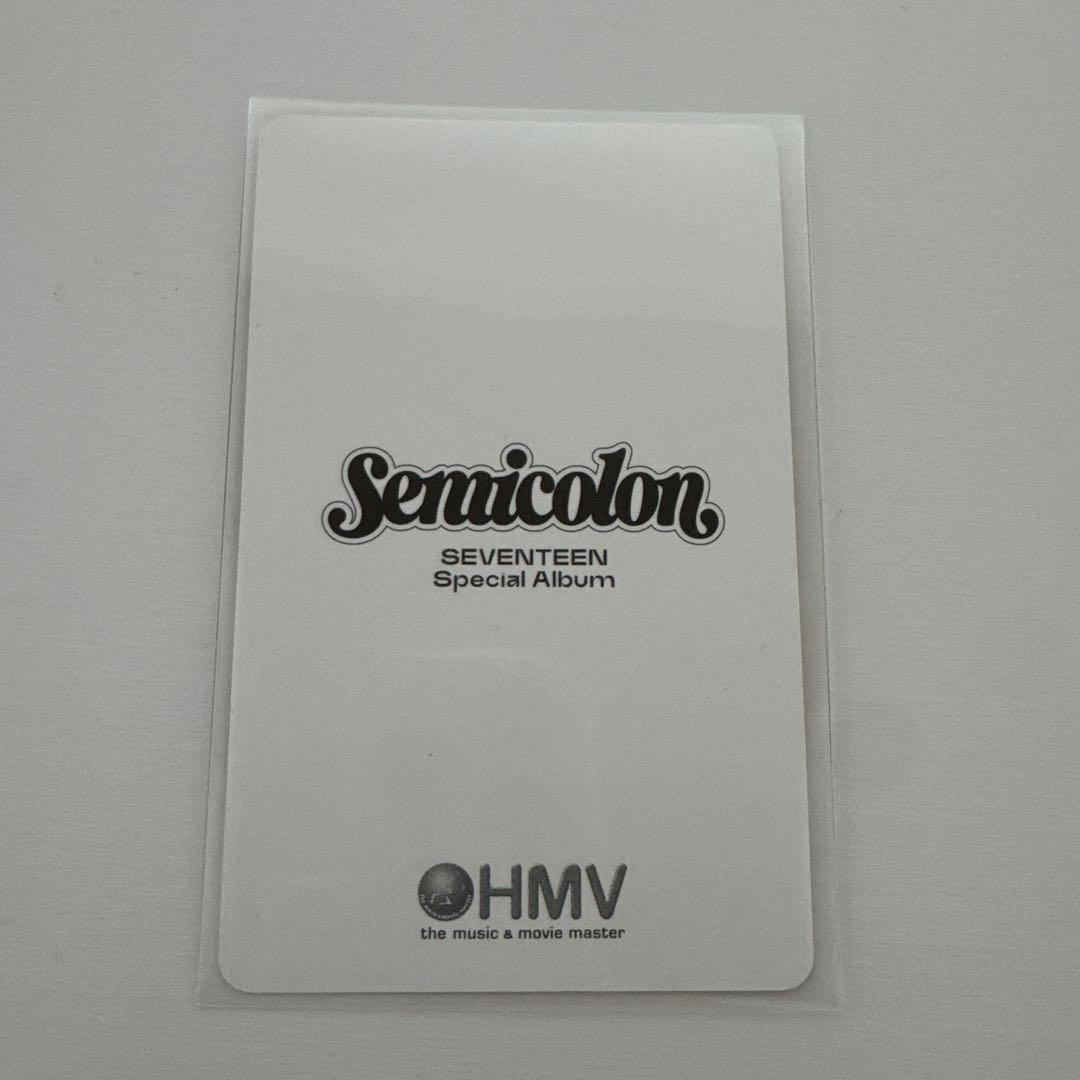 Semicolon
SEVENTEEN
Special Album
HMV
the music & movie master